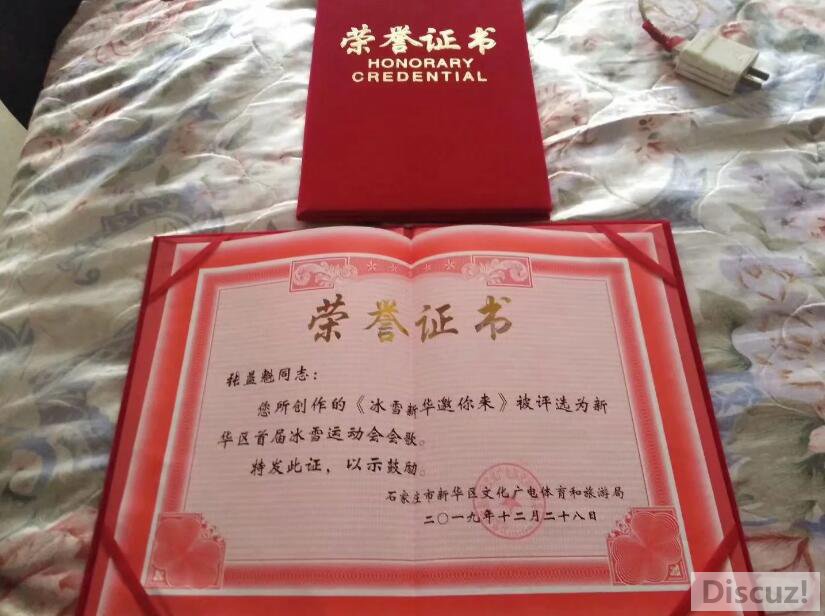 荣誉证书
HONORARY
CREDENTIAL
荣誉证书
张益魁同志：
您所创作的《冰雪新华邀你来》被评选为新
华区首届冰雪运动会会歌。
特发此证，以示鼓励。
石家庄市新华区文化广电体育和旅游局
二〇一九年十二月二十八日
Discuz!